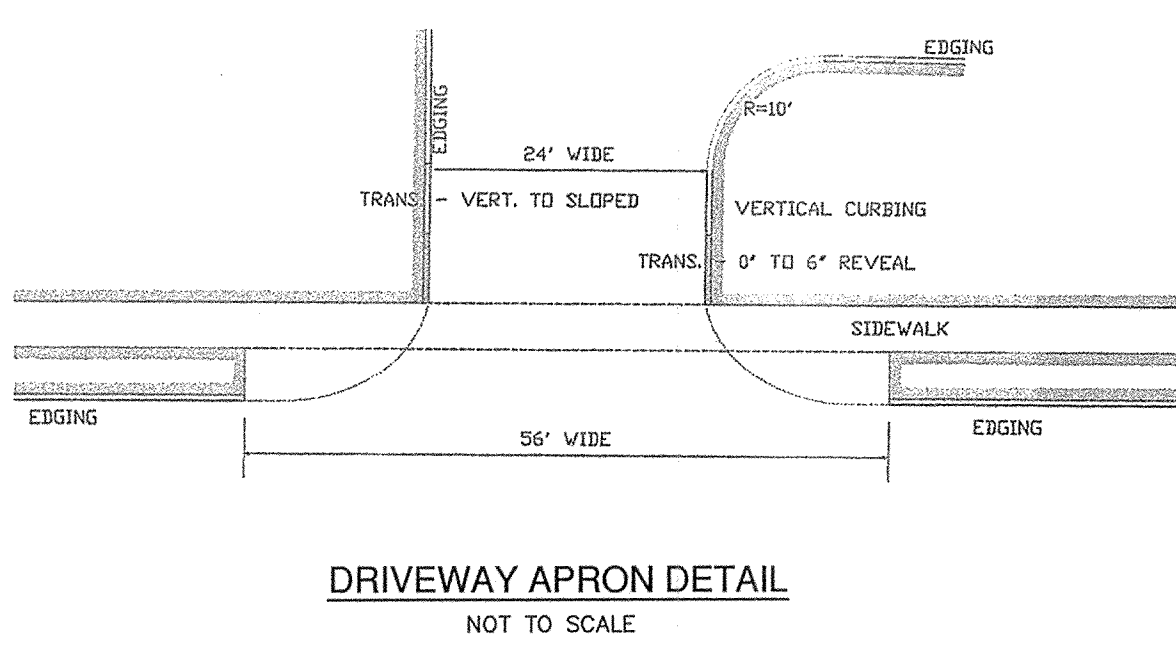 EDGING
EDGING
R=10'
24' WIDE
TRANS - VERT. TO SLOPED
VERTICAL CURBING
TRANS. - 0" TO 6" REVEAL
SIDEWALK
EDGING
EDGING
56' WIDE
DRIVEWAY APRON DETAIL
NOT TO SCALE